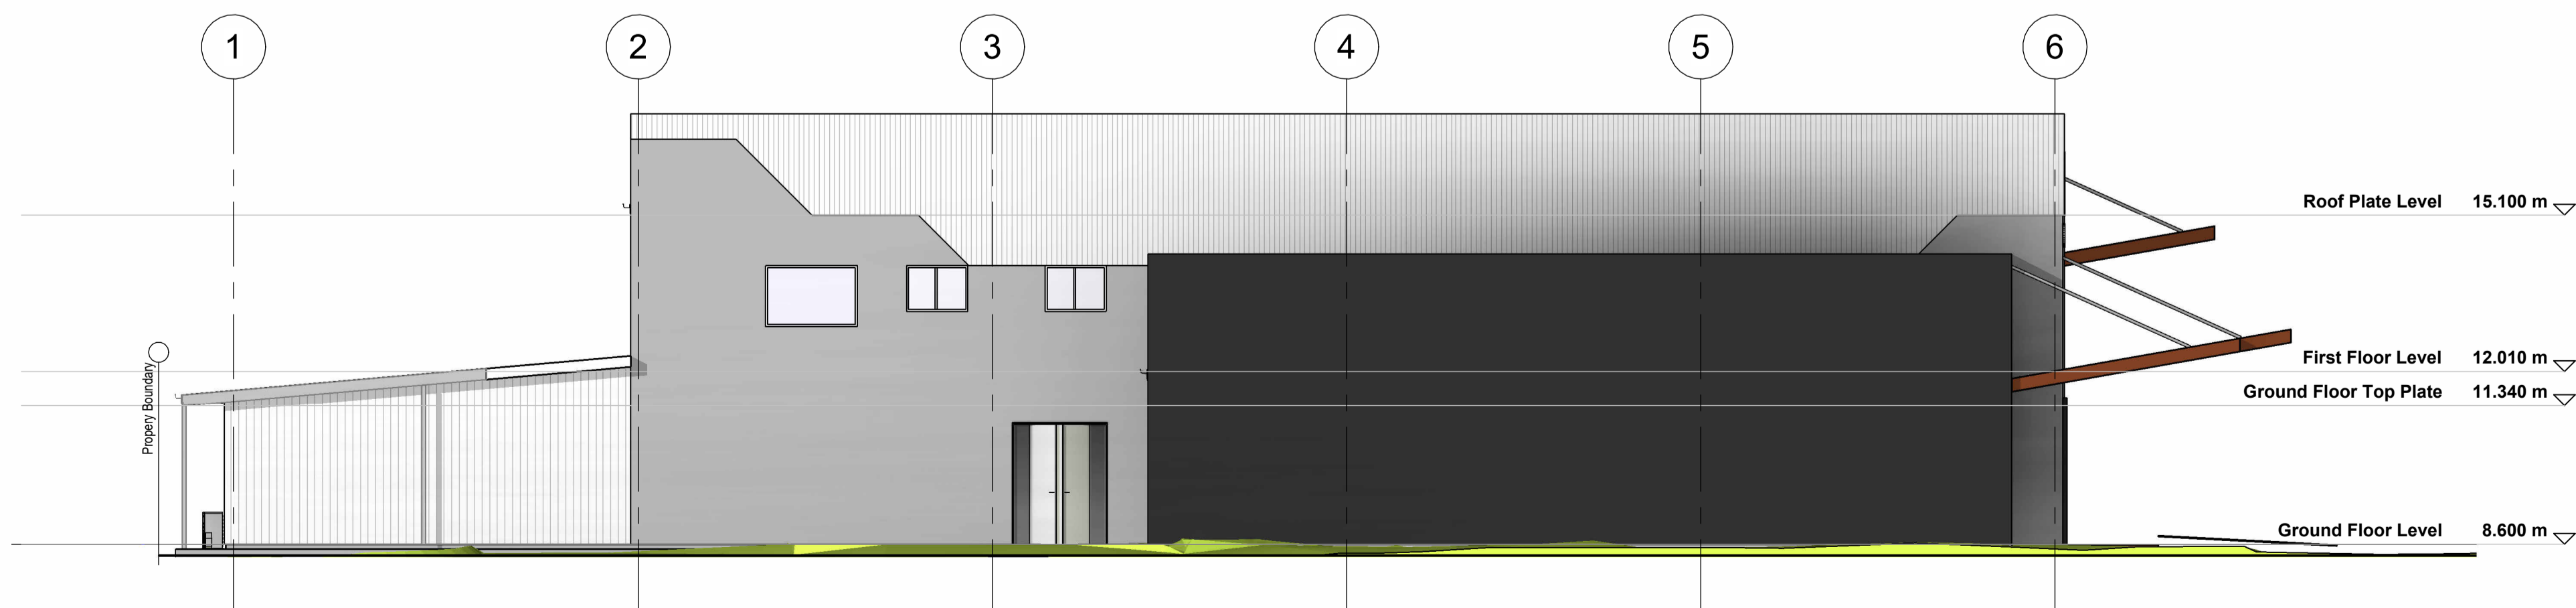 1 2 3 4 5 6
Roof Plate Level 15.100 m
First Floor Level 12.010 m
Ground Floor Top Plate 11.340 m
Propery Boundary
Ground Floor Level 8.600 m